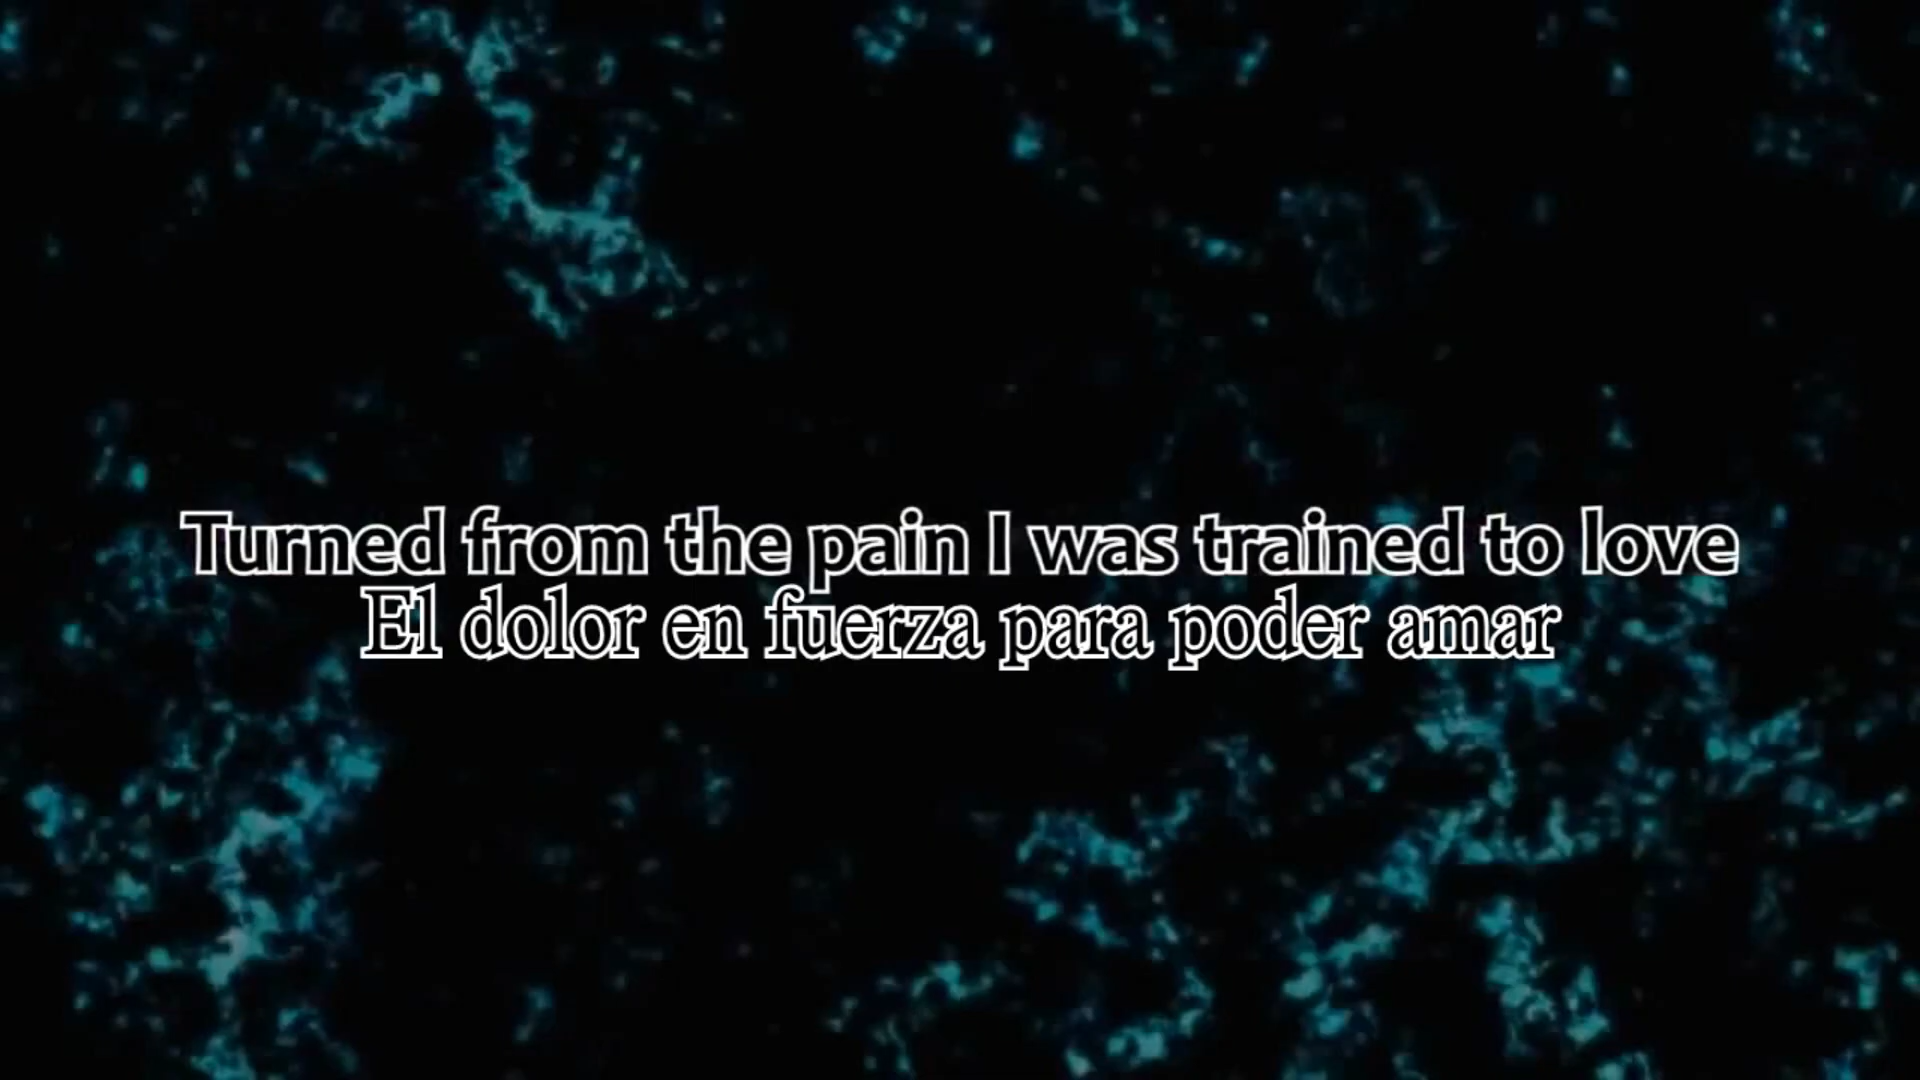 Turned from the pain I was trained to love
El dolor en fuerza para poder amar